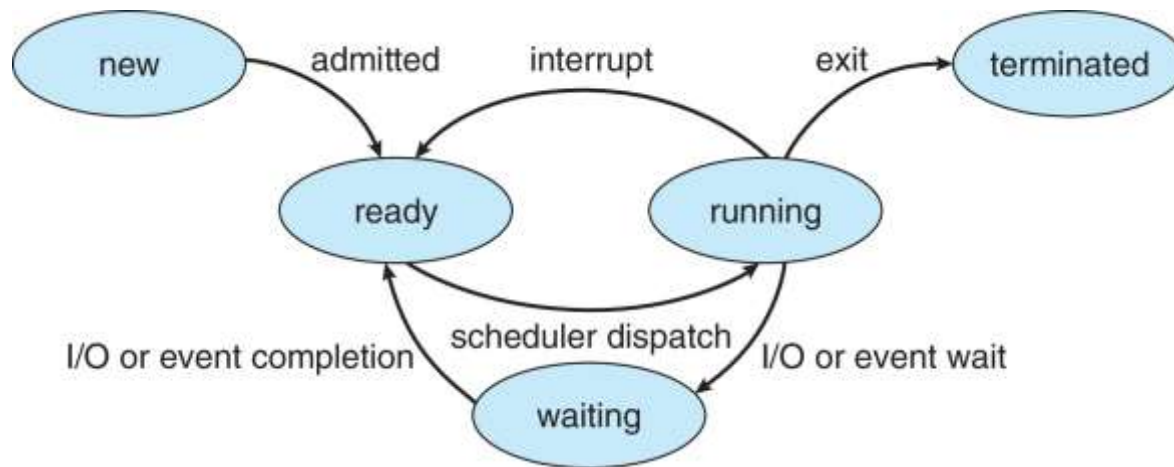 new
admitted
interrupt
exit
terminated
ready
running
scheduler dispatch
I/O or event completion
I/O or event wait
waiting